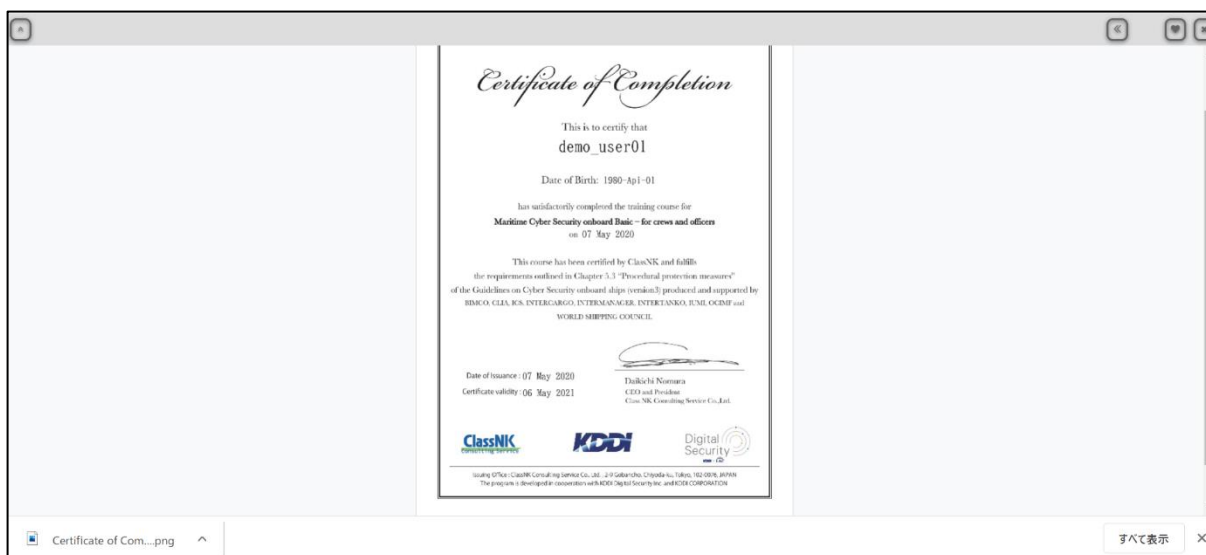 Certificate of Completion
This is to certify that
demo_user01
Date of Birth: 1980-Apl-01
has satisfactorily completed the training course for
Maritime Cyber Security onboard Basic – for crews and officers
on 07 May 2020
This course has been certified by ClassNK and fulfills
the requirements outlined in Chapter 5.3 “Procedural protection measures”
of the Guidelines on Cyber Security onboard ships (version3) produced and supported by
BIMCO, CLIA, ICS, INTERCARGO, INTERMANAGER, INTERTANKO, IUMI, OCIMF and
WORLD SHIPPING COUNCIL
Date of Issuance : 07 May 2020
Certificate validity : 06 May 2021
Daikichi Nomura
CEO and President
Class NK Consulting Service Co.,Ltd.
ClassNK
Consulting Service
KDDI
Digital
Security
Issuing Office : ClassNK Consulting Service Co., Ltd. : 2-9 Gobancho, Chiyoda-ku, Tokyo, 102-0076, JAPAN
The program is developed in cooperation with KDDI Digital Security Inc. and KDDI CORPORATION
Certificate of Com....png
すべて表示